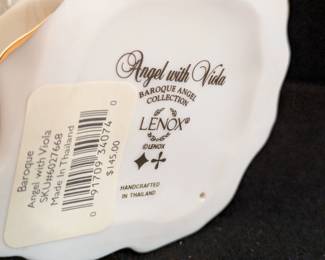 Angel with Viola
BAROQUE ANGEL
COLLECTION
LENOX
©LENOX
HANDCRAFTED
IN THAILAND
Baroque
Angel with Viola
SKU#6027668
Made In Thailand
0 91709 34074 0
$145.00